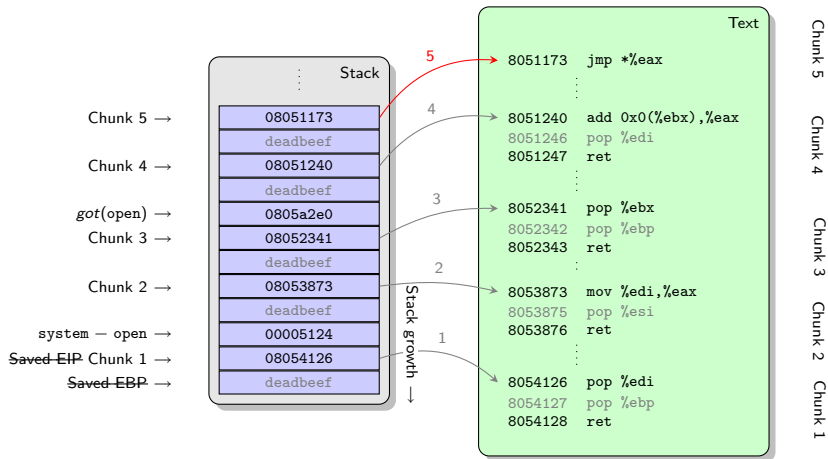 Stack
Chunk 5 → 08051173
deadbeef
Chunk 4 → 08051240
deadbeef
got(open) → 0805a2e0
Chunk 3 → 08052341
deadbeef
Chunk 2 → 08053873
deadbeef
system − open → 00005124
Saved EIP Chunk 1 → 08054126
Saved EBP → deadbeef
Stack growth →
5
4
3
2
1
Text
8051173 jmp *%eax
8051240 add 0x0(%ebx),%eax
8051246 pop %edi
8051247 ret
8052341 pop %ebx
8052342 pop %ebp
8052343 ret
8053873 mov %edi,%eax
8053875 pop %esi
8053876 ret
8054126 pop %edi
8054127 pop %ebp
8054128 ret
Chunk 5
Chunk 4
Chunk 3
Chunk 2
Chunk 1